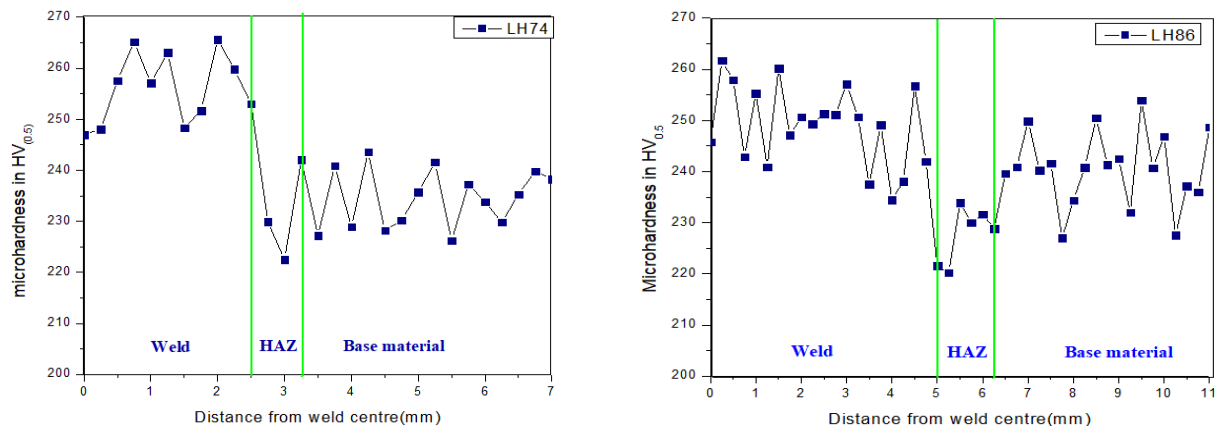 270
260
250
240
230
220
210
200
microhardness in HV(0.5)
LH74
Weld
HAZ
Base material
0 1 2 3 4 5 6 7
Distance from weld centre(mm)
270
260
250
240
230
220
210
200
Microhardness in HV0.5
LH86
Weld
HAZ
Base material
0 1 2 3 4 5 6 7 8 9 10 11
Distance from weld centre(mm)